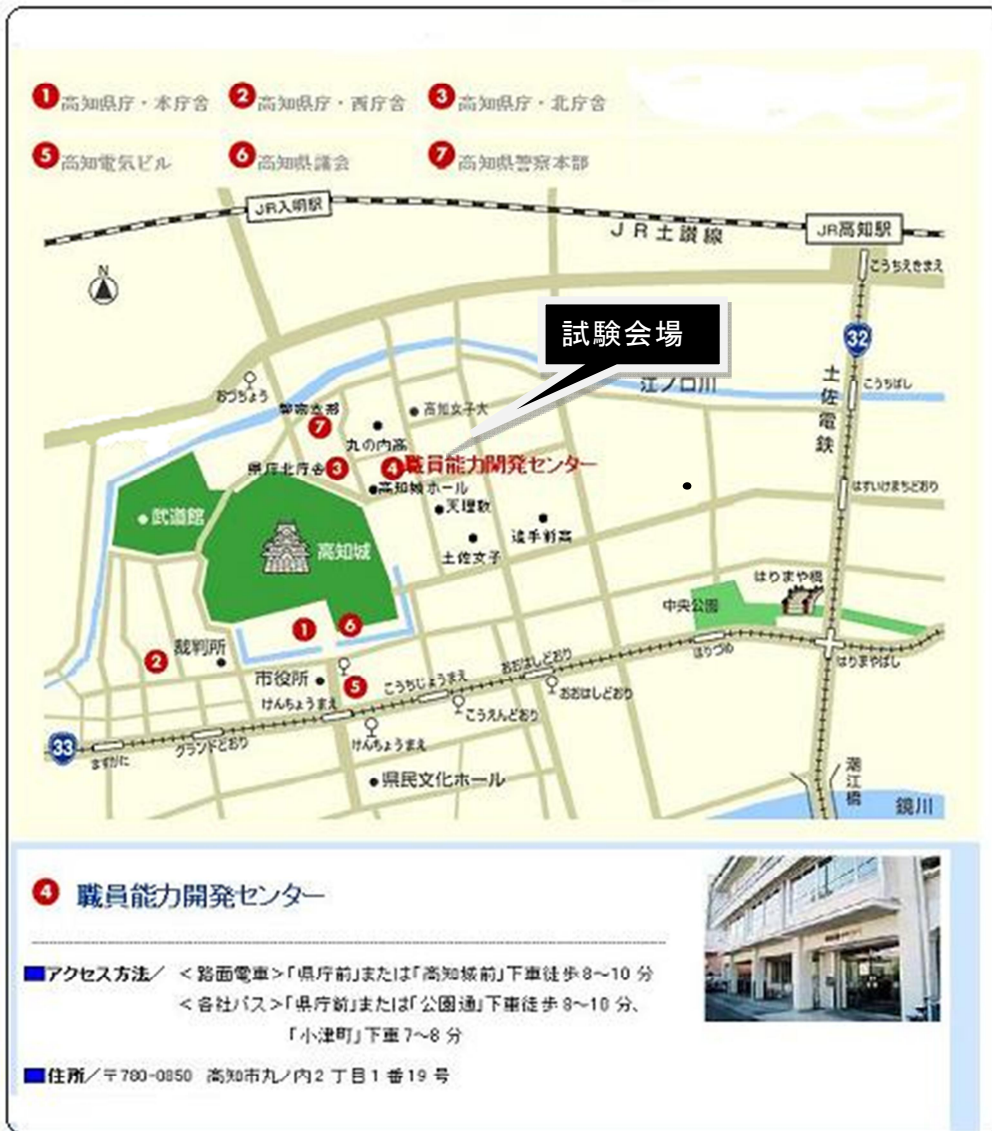 1 高知県庁・本庁舎 2 高知県庁・西庁舎 3 高知県庁・北庁舎
5 高知電気ビル 6 高知県議会 7 高知県警察本部
JR入明駅
JR土讃線
JR高知駅
こうちえきまえ
N
試験会場
32
江ノ口川
こうちばし
土佐電鉄
おづちょう
警察本部
7
高知女子大
丸の内高
県庁北庁舎 3
4 職員能力開発センター
高知城ホール
はすいけまちどおり
天理教
追手前高
土佐女子
武道館
高知城
はりまや橋
中央公園
1
6
裁判所
2
市役所
5
こうちじょうまえ
おおはしどおり
ほりづめ
はりまやばし
けんちょうまえ
おおはしどおり
こうえんどおり
けんちょうまえ
33
ますがた
グランドどおり
県民文化ホール
潮江橋
鏡川
4 職員能力開発センター
■アクセス方法／ <路面電車>「県庁前」または「高知城前」下車徒歩8~10 分
<各社バス>「県庁前」または「公園通」下車徒歩8~10 分、
「小津町」下車7~8 分
■住所／〒780-0850 高知市丸ノ内2 丁目1 番19 号